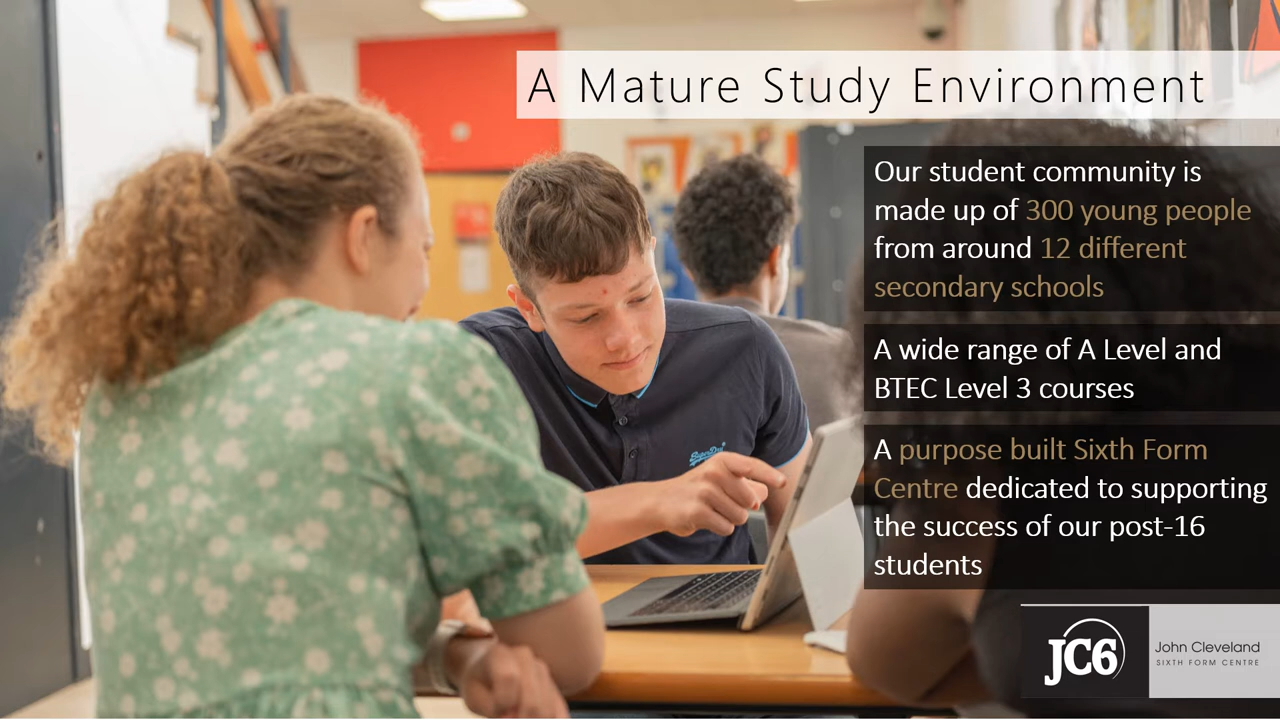 A Mature Study Environment
Our student community is
made up of 300 young people
from around 12 different
secondary schools
A wide range of A Level and
BTEC Level 3 courses
A purpose built Sixth Form
Centre dedicated to supporting
the success of our post-16
students
SuperDry
JC6
John Cleveland
SIXTH FORM CENTRE